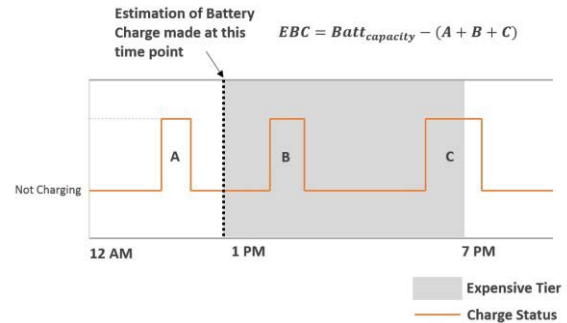 Estimation of Battery
Charge made at this
time point
EBC = Batt_capacity − (A + B + C)
A
B
C
Not Charging
12 AM
1 PM
7 PM
Expensive Tier
Charge Status